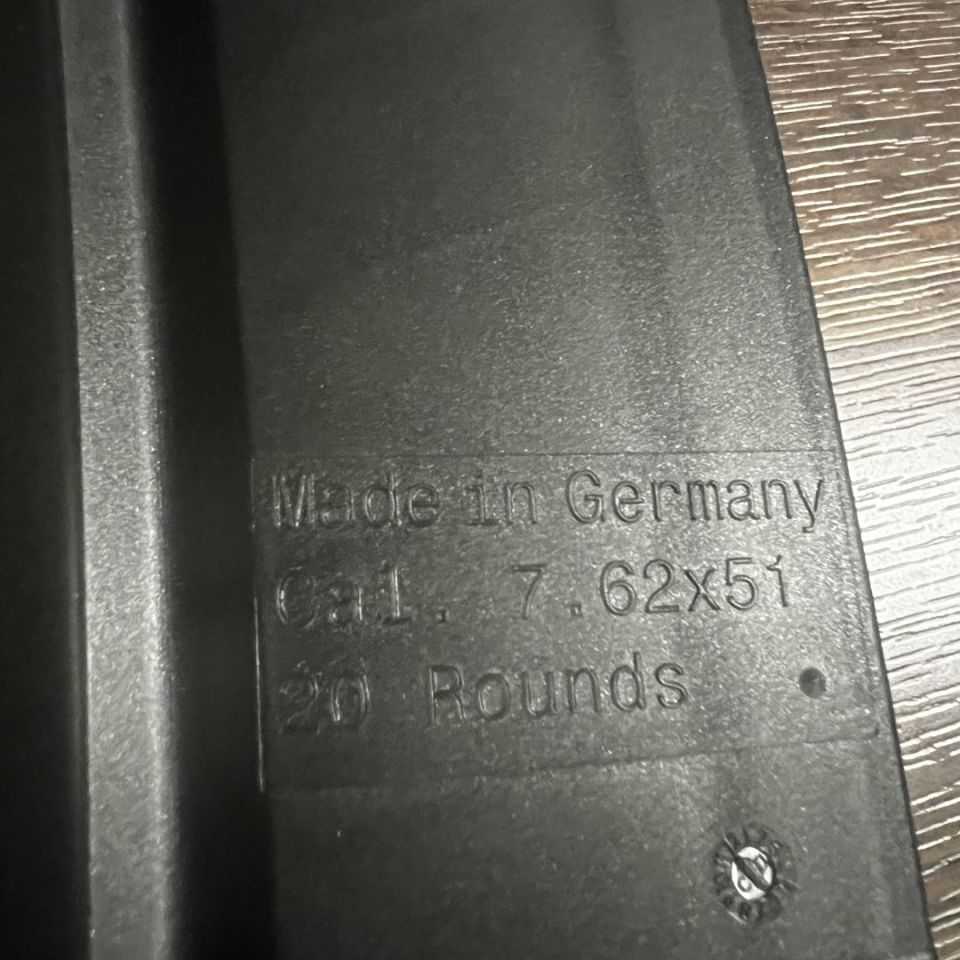 Made in Germany
Cal. 7.62x51
20 Rounds